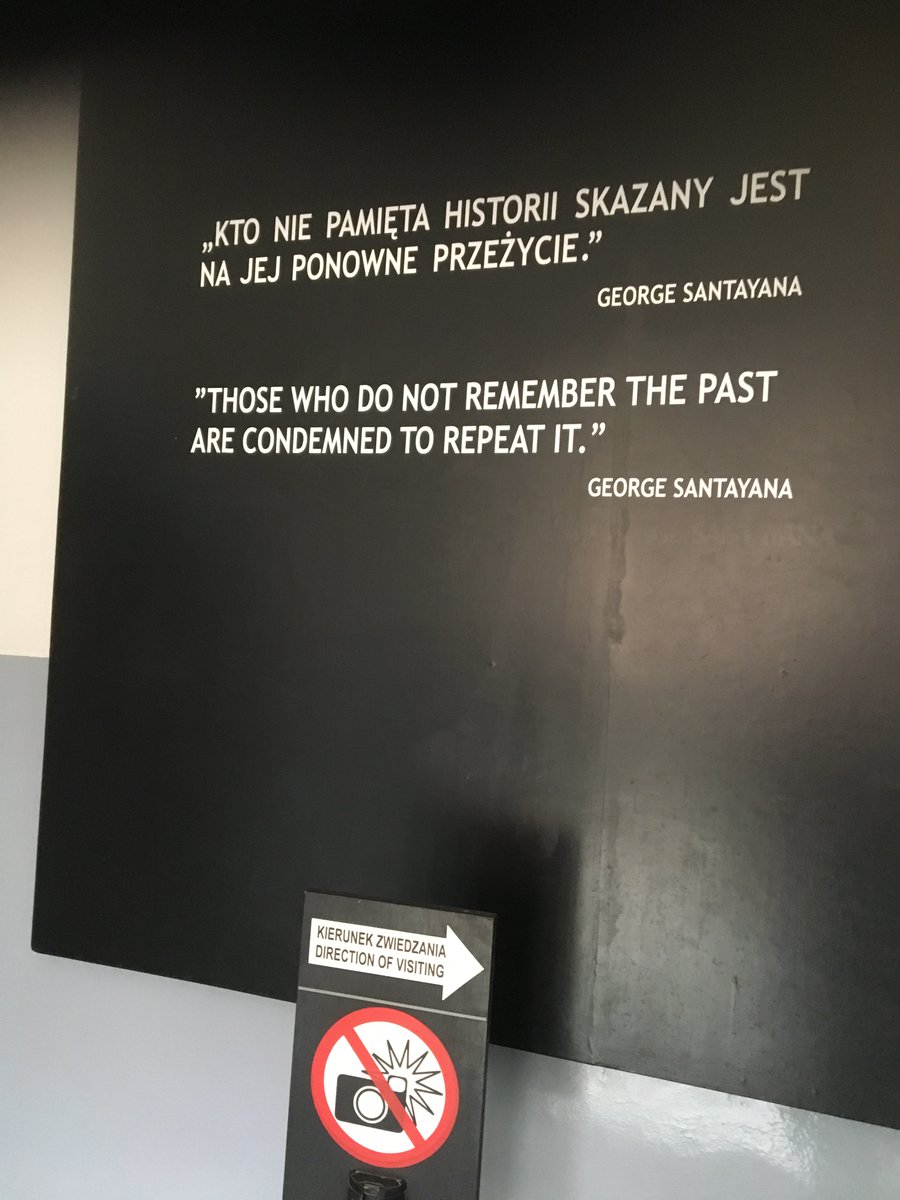 „KTO NIE PAMIĘTA HISTORII SKAZANY JEST
NA JEJ PONOWNE PRZEŻYCIE.”
GEORGE SANTAYANA
”THOSE WHO DO NOT REMEMBER THE PAST
ARE CONDEMNED TO REPEAT IT.”
GEORGE SANTAYANA
KIERUNEK ZWIEDZANIA
DIRECTION OF VISITING